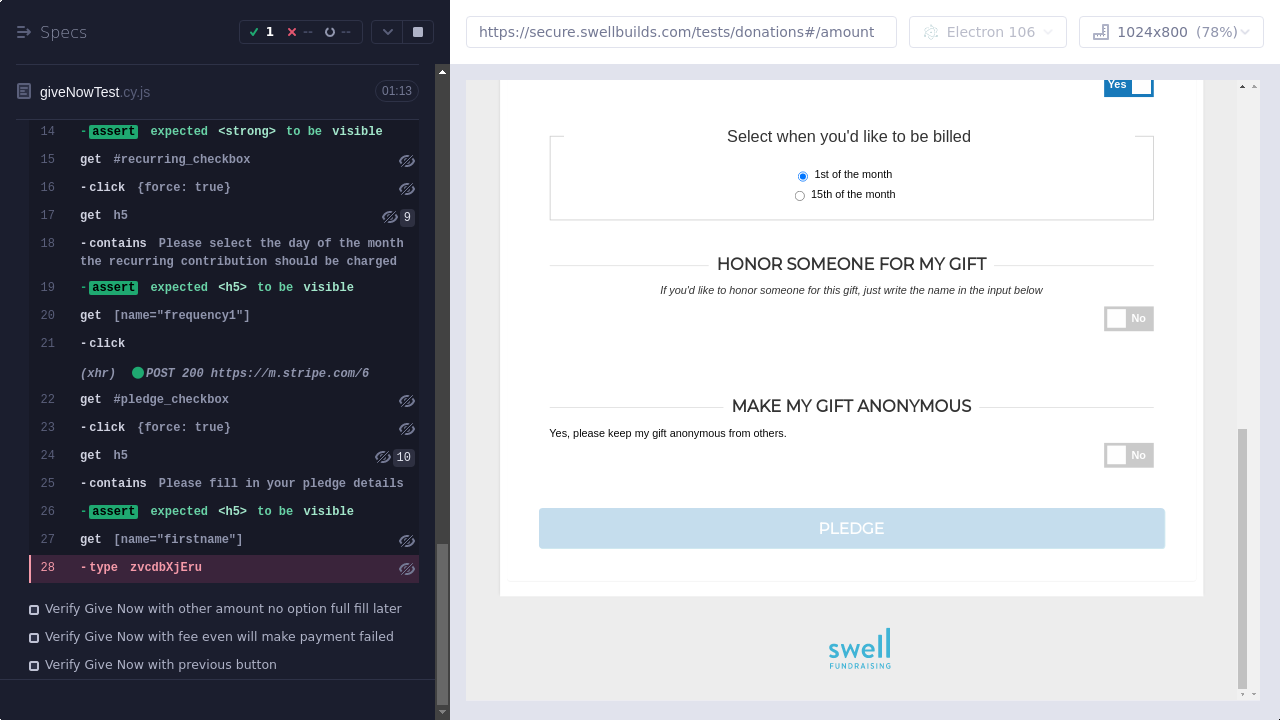 Specs
1 -- --
https://secure.swellbuilds.com/tests/donations#/amount
Electron 106
1024x800 (78%)
giveNowTest.cy.js
01:13
14 -assert expected <strong> to be visible
15 get #recurring_checkbox
16 -click {force: true}
17 get h5 9
18 -contains Please select the day of the month
the recurring contribution should be charged
19 -assert expected <h5> to be visible
20 get [name="frequency1"]
21 -click
(xhr) POST 200 https://m.stripe.com/6
22 get #pledge_checkbox
23 -click {force: true}
24 get h5 10
25 -contains Please fill in your pledge details
26 -assert expected <h5> to be visible
27 get [name="firstname"]
28 -type zvcdbXjEru
Verify Give Now with other amount no option full fill later
Verify Give Now with fee even will make payment failed
Verify Give Now with previous button
Yes
Select when you'd like to be billed
1st of the month
15th of the month
HONOR SOMEONE FOR MY GIFT
If you'd like to honor someone for this gift, just write the name in the input below
No
MAKE MY GIFT ANONYMOUS
Yes, please keep my gift anonymous from others.
No
PLEDGE
swell
FUNDRAISING